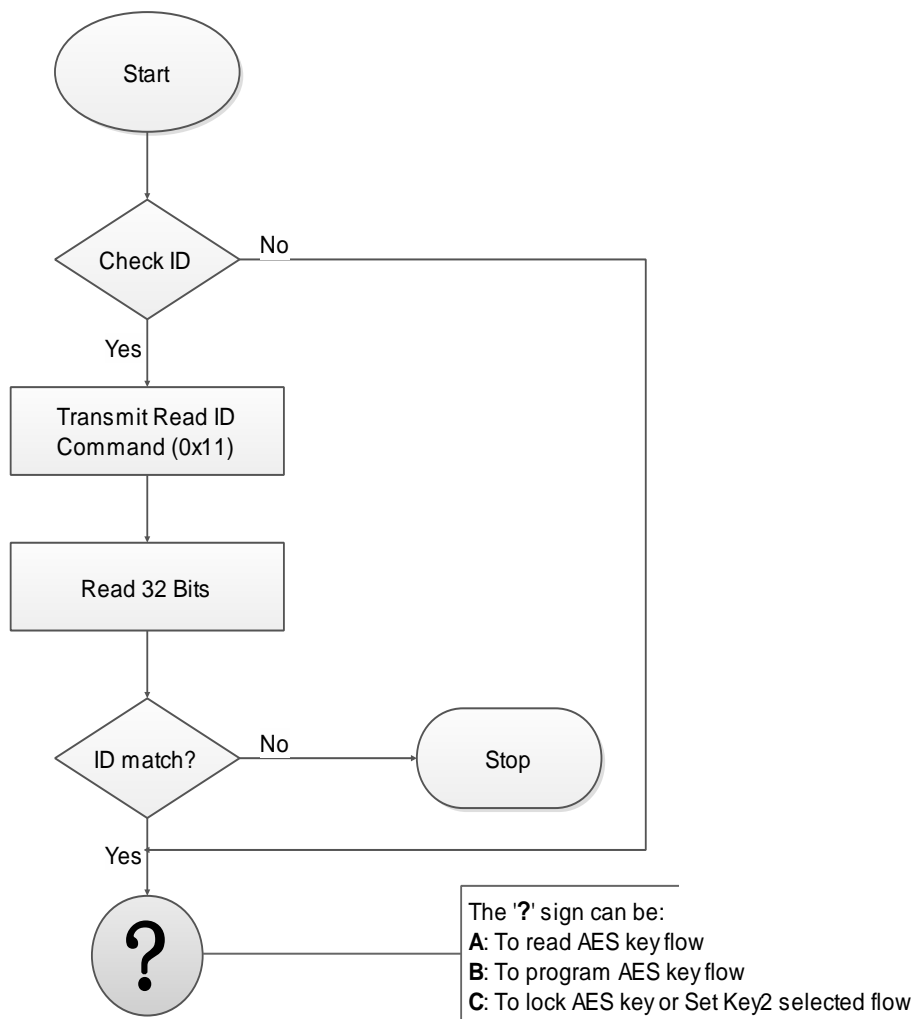 Start
Check ID
No
Yes
Transmit Read ID
Command (0x11)
Read 32 Bits
ID match?
No
Stop
Yes
?
The '?' sign can be:
A: To read AES key flow
B: To program AES key flow
C: To lock AES key or Set Key2 selected flow